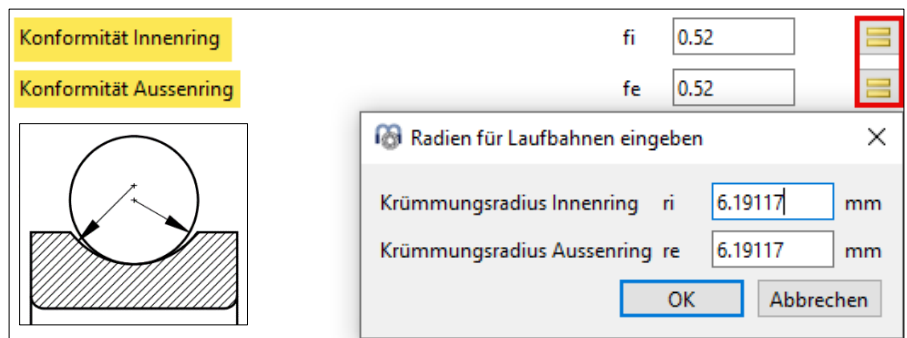 Konformität Innenring fi 0.52
Konformität Aussenring fe 0.52
Radien für Laufbahnen eingeben
Krümmungsradius Innenring ri 6.19117 mm
Krümmungsradius Aussenring re 6.19117 mm
OK Abbrechen